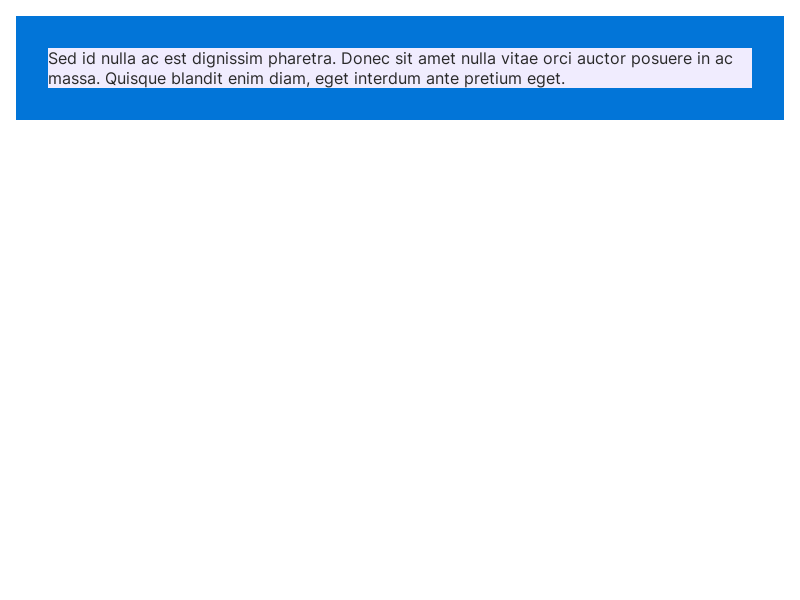 Sed id nulla ac est dignissim pharetra. Donec sit amet nulla vitae orci auctor posuere in ac
massa. Quisque blandit enim diam, eget interdum ante pretium eget.